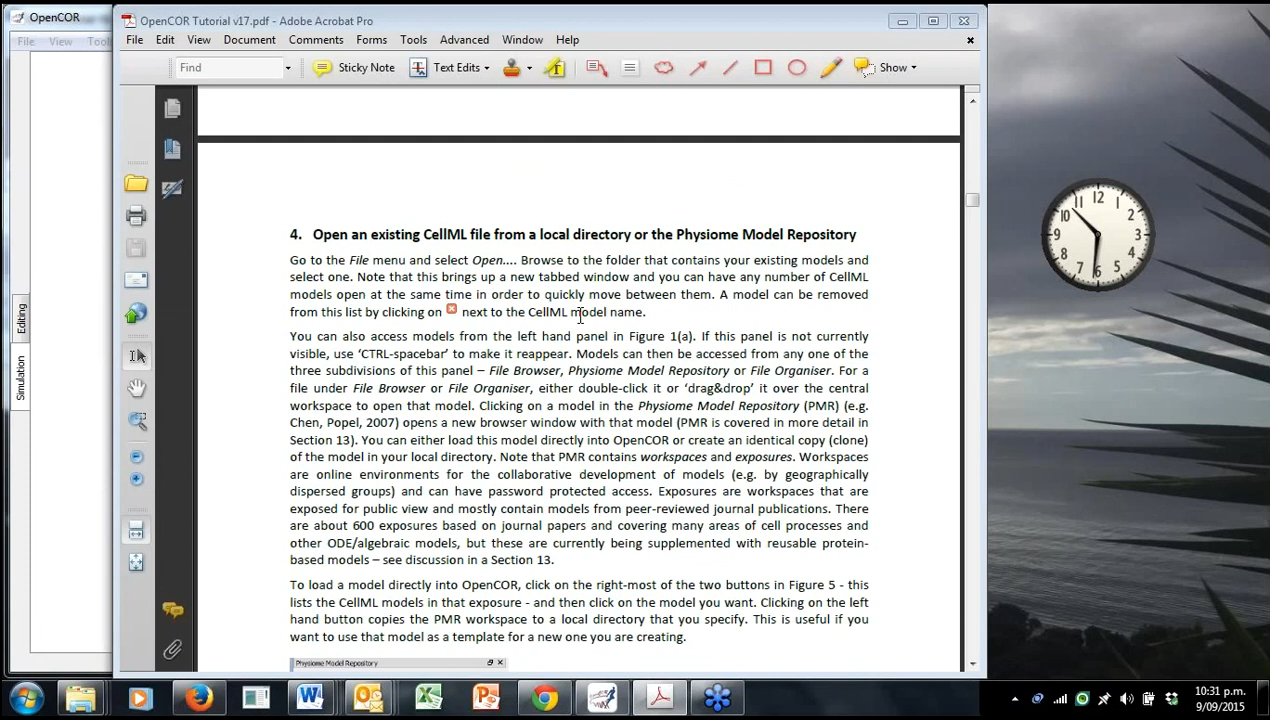 OpenCOR
File View Tools
Editing
Simulation
OpenCOR Tutorial v17.pdf - Adobe Acrobat Pro
File Edit View Document Comments Forms Tools Advanced Window Help
Find Sticky Note Text Edits Show
4. Open an existing CellML file from a local directory or the Physiome Model Repository
Go to the File menu and select Open.... Browse to the folder that contains your existing models and
select one. Note that this brings up a new tabbed window and you can have any number of CellML
models open at the same time in order to quickly move between them. A model can be removed
from this list by clicking on next to the CellML model name.
You can also access models from the left hand panel in Figure 1(a). If this panel is not currently
visible, use ‘CTRL-spacebar’ to make it reappear. Models can then be accessed from any one of the
three subdivisions of this panel – File Browser, Physiome Model Repository or File Organiser. For a
file under File Browser or File Organiser, either double-click it or ‘drag&drop’ it over the central
workspace to open that model. Clicking on a model in the Physiome Model Repository (PMR) (e.g.
Chen, Popel, 2007) opens a new browser window with that model (PMR is covered in more detail in
Section 13). You can either load this model directly into OpenCOR or create an identical copy (clone)
of the model in your local directory. Note that PMR contains workspaces and exposures. Workspaces
are online environments for the collaborative development of models (e.g. by geographically
dispersed groups) and can have password protected access. Exposures are workspaces that are
exposed for public view and mostly contain models from peer-reviewed journal publications. There
are about 600 exposures based on journal papers and covering many areas of cell processes and
other ODE/algebraic models, but these are currently being supplemented with reusable protein-
based models – see discussion in a Section 13.
To load a model directly into OpenCOR, click on the right-most of the two buttons in Figure 5 - this
lists the CellML models in that exposure - and then click on the model you want. Clicking on the left
hand button copies the PMR workspace to a local directory that you specify. This is useful if you
want to use that model as a template for a new one you are creating.
Physiome Model Repository
12 1 2 3 4 5 6 7 8 9 10 11
10:31 p.m.
9/09/2015